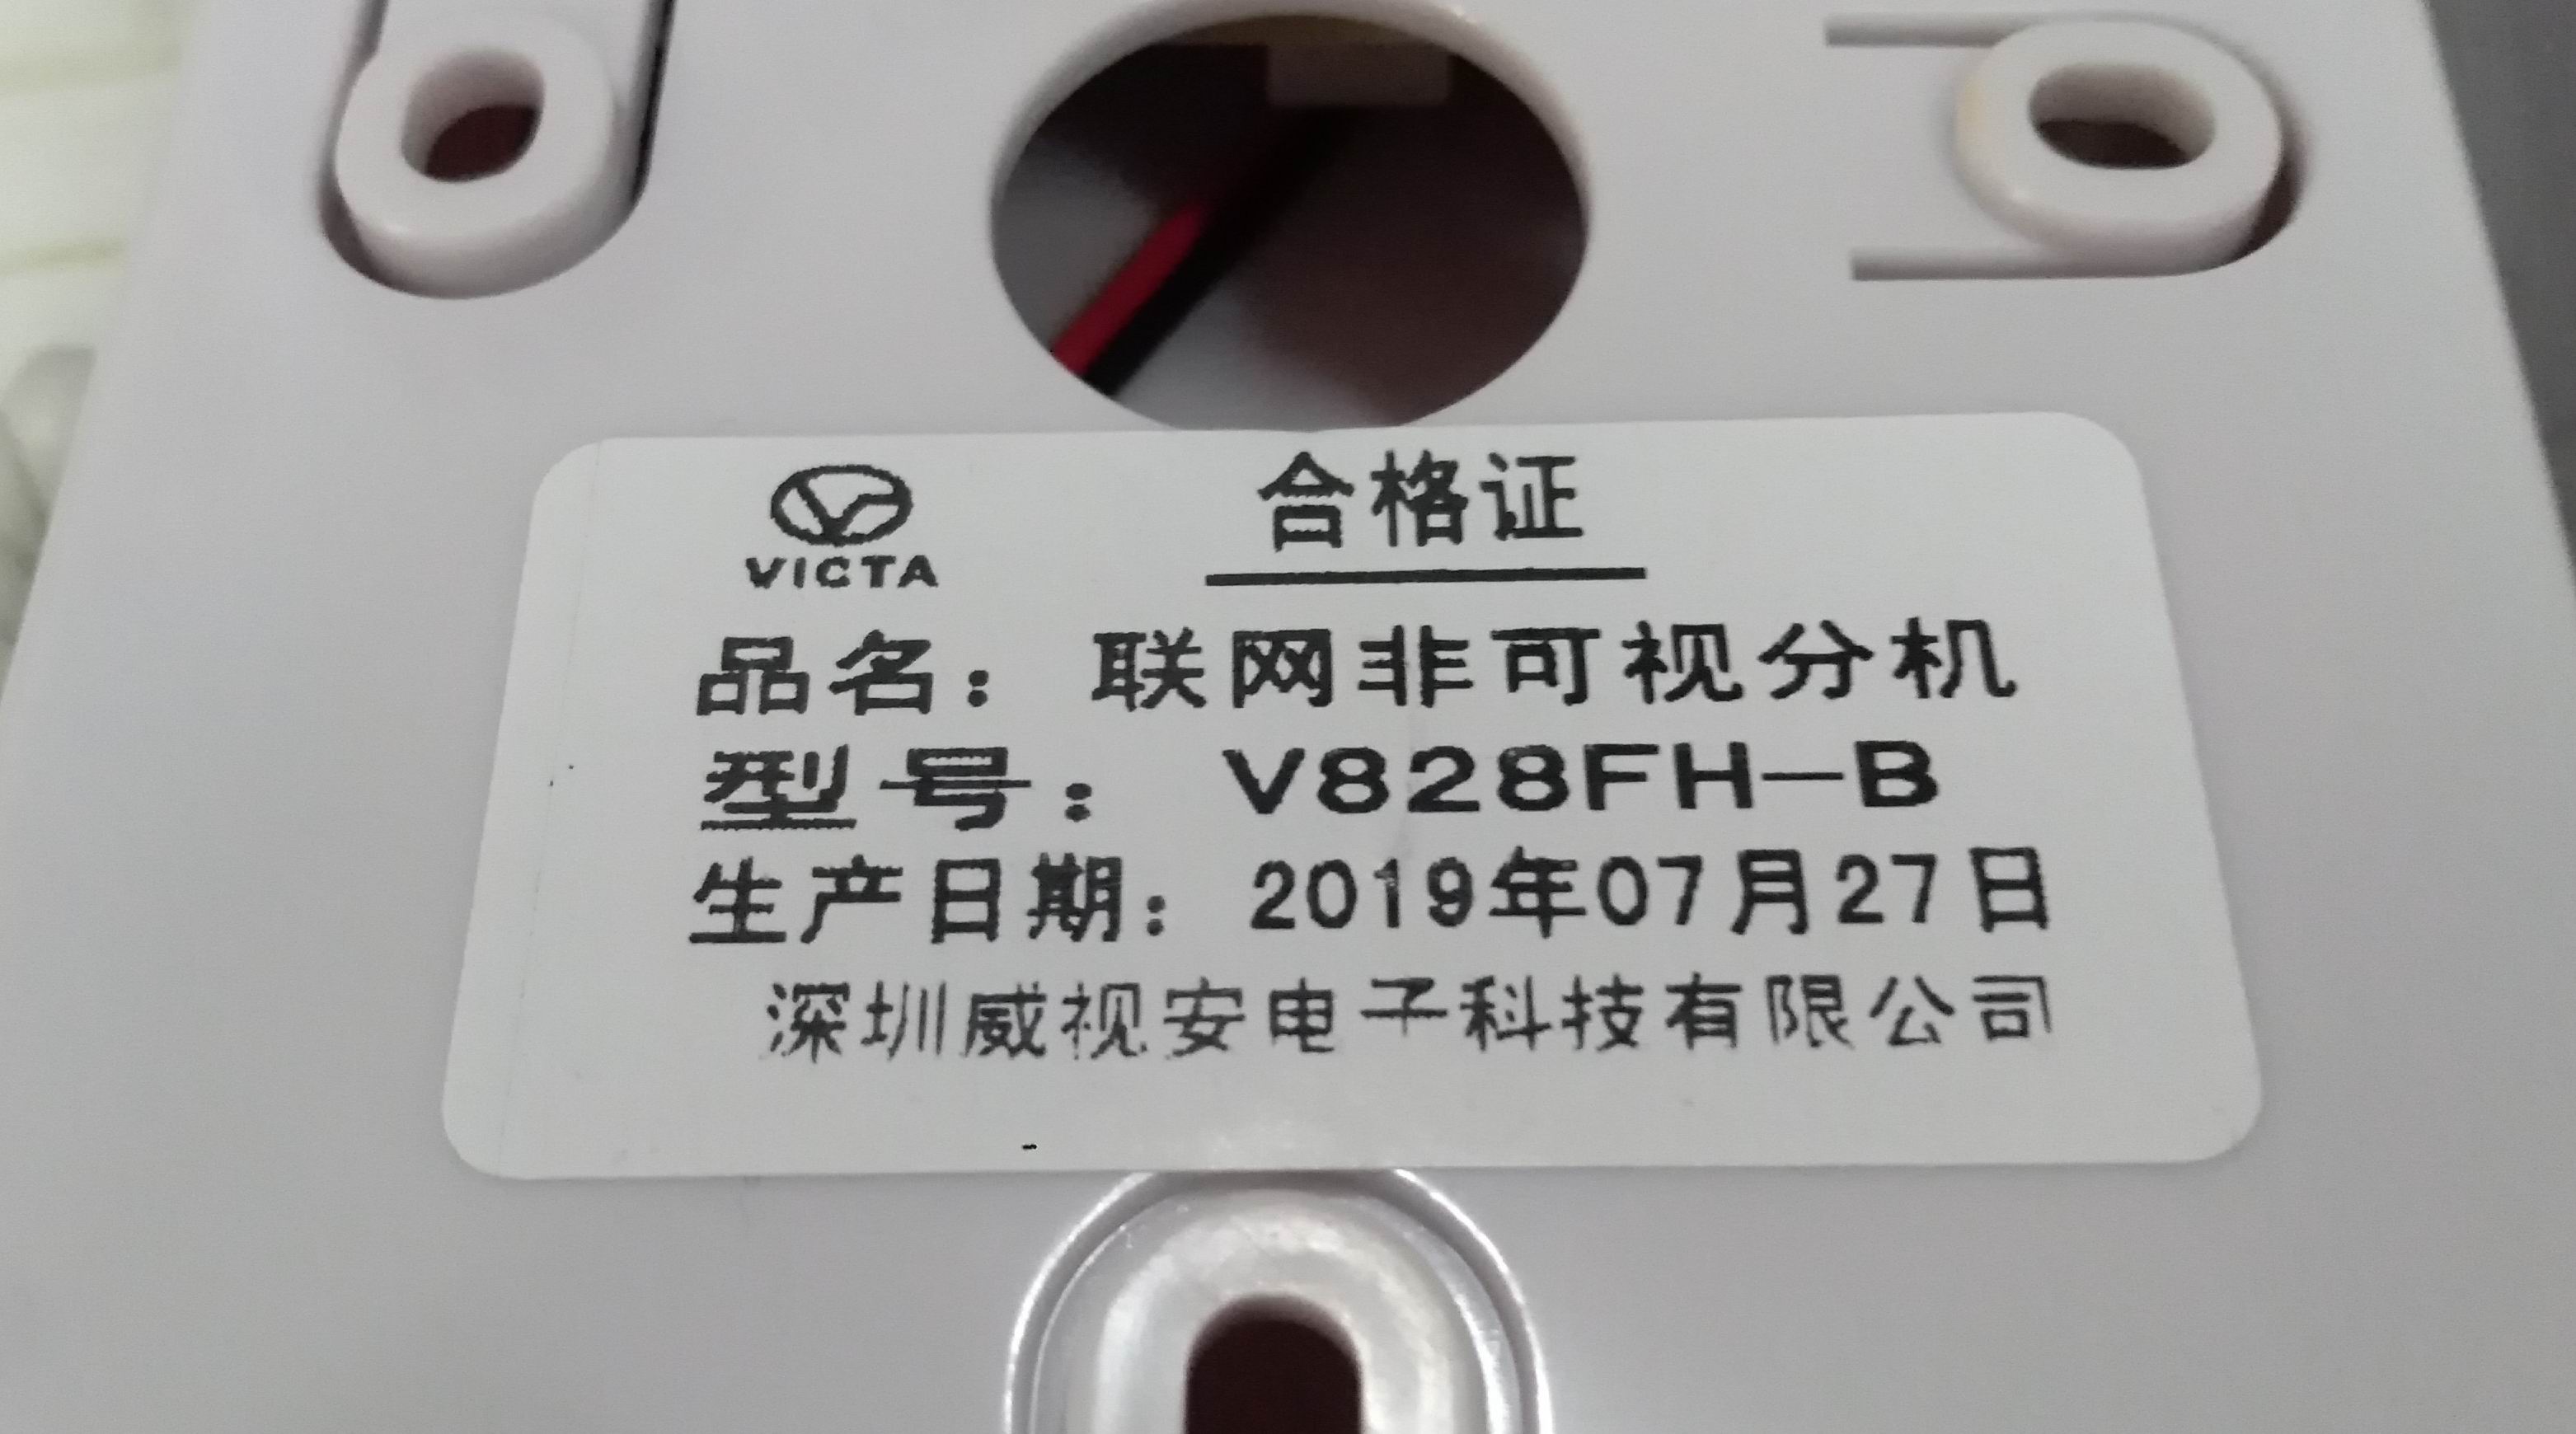 VICTA
合格证
品名：联网非可视分机
型号：V828FH-B
生产日期：2019年07月27日
深圳威视安电子科技有限公司